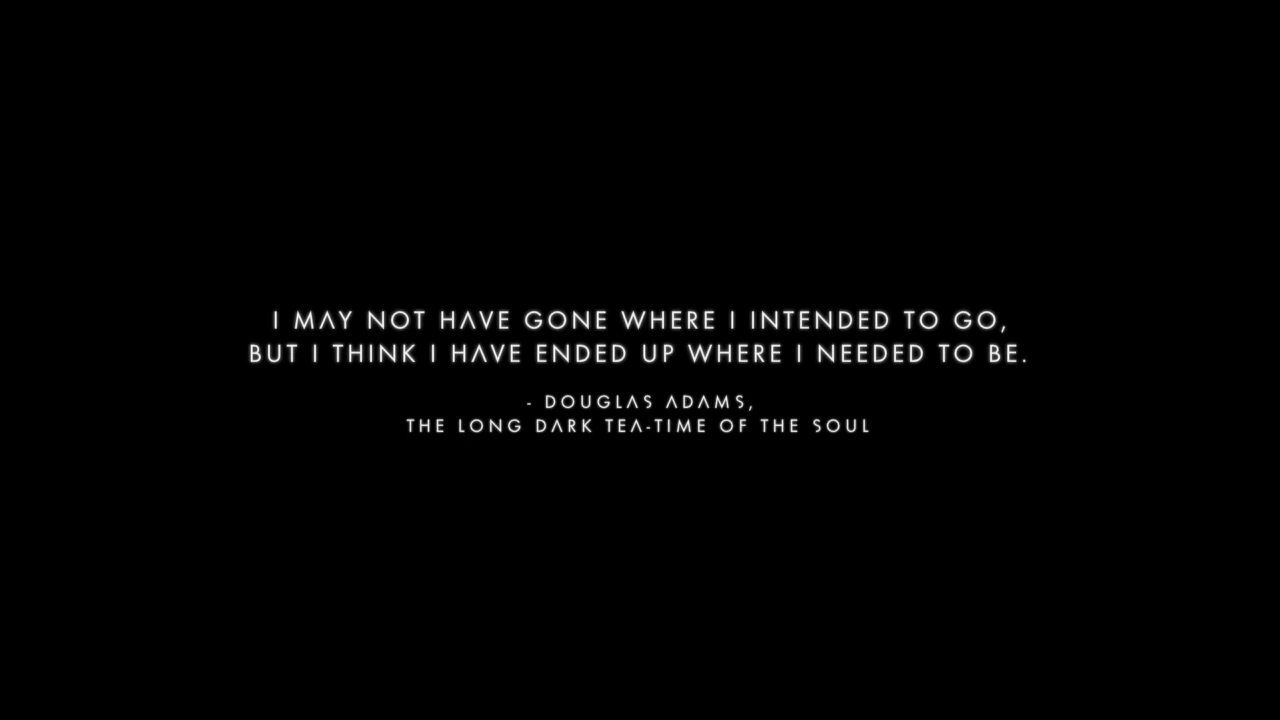 I MAY NOT HAVE GONE WHERE I INTENDED TO GO,
BUT I THINK I HAVE ENDED UP WHERE I NEEDED TO BE.
- DOUGLAS ADAMS,
THE LONG DARK TEA-TIME OF THE SOUL